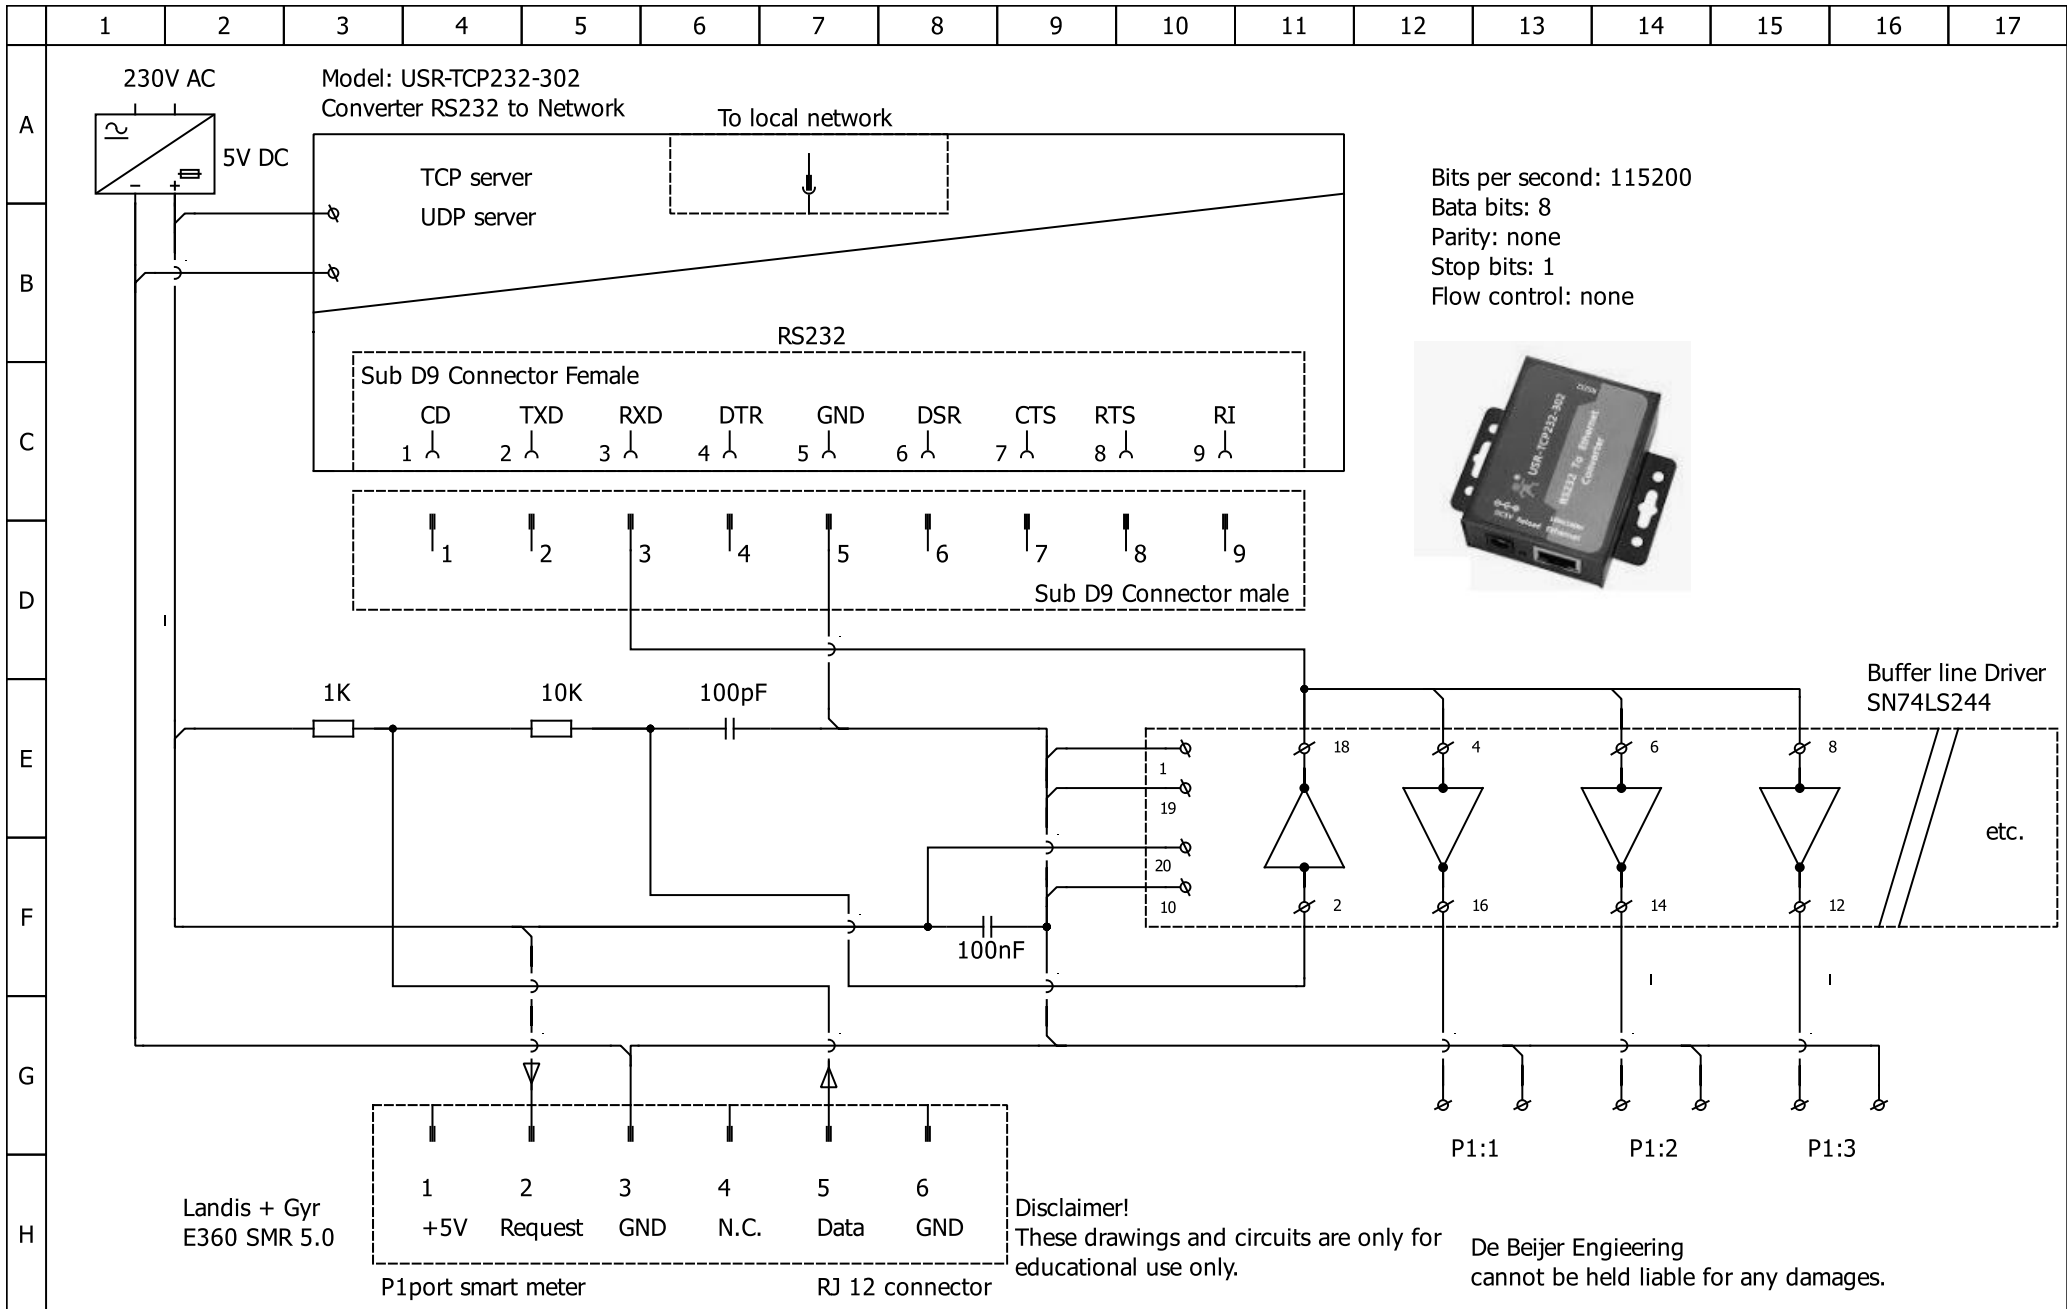 1 2 3 4 5 6 7 8 9 10 11 12 13 14 15 16 17
A
B
C
D
E
F
G
H
230V AC
5V DC
Model: USR-TCP232-302
Converter RS232 to Network
To local network
TCP server
UDP server
Bits per second: 115200
Bata bits: 8
Parity: none
Stop bits: 1
Flow control: none
RS232
Sub D9 Connector Female
CD TXD RXD DTR GND DSR CTS RTS RI
1 2 3 4 5 6 7 8 9
1 2 3 4 5 6 7 8 9
Sub D9 Connector male
USR-TCP232-302
RS232 To Ethernet
Converter
Buffer line Driver
SN74LS244
1K 10K 100pF
18 4 6 8
1
19
20
10
etc.
2 16 14 12
100nF
P1:1 P1:2 P1:3
1 2 3 4 5 6
+5V Request GND N.C. Data GND
Landis + Gyr
E360 SMR 5.0
P1port smart meter
RJ 12 connector
Disclaimer!
These drawings and circuits are only for
educational use only.
De Beijer Engieering
cannot be held liable for any damages.